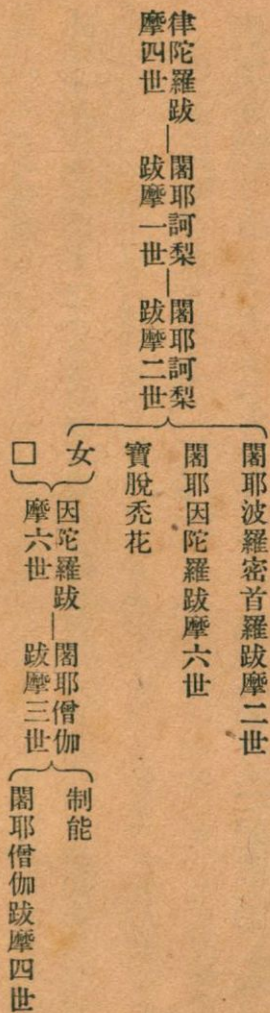 律陀羅跋
摩四世
闍耶訶梨
跋摩一世
闍耶訶梨
跋摩二世
闍耶波羅密首羅跋摩二世
闍耶因陀羅跋摩六世
寶脫禿花
女
□
因陀羅跋
摩六世
闍耶僧伽
跋摩三世
制能
闍耶僧伽跋摩四世